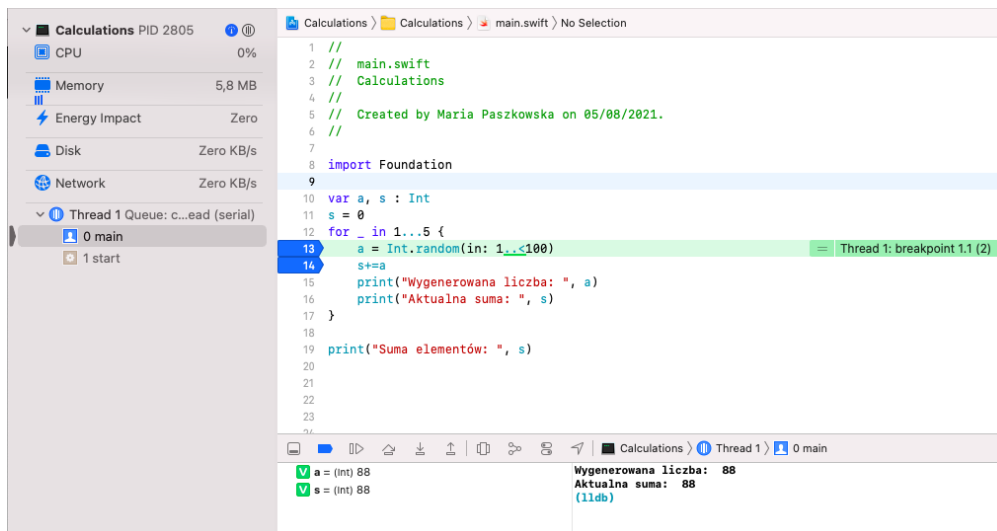 Calculations PID 2805
CPU 0%
Memory 5,8 MB
Energy Impact Zero
Disk Zero KB/s
Network Zero KB/s
Thread 1 Queue: c...ead (serial)
0 main
1 start
Calculations 〉 Calculations 〉 main.swift 〉 No Selection
1 //
2 //  main.swift
3 //  Calculations
4 //
5 //  Created by Maria Paszkowska on 05/08/2021.
6 //
7
8 import Foundation
9
10 var a, s : Int
11 s = 0
12 for _ in 1...5 {
13     a = Int.random(in: 1..<100) = Thread 1: breakpoint 1.1 (2)
14     s+=a
15     print("Wygenerowana liczba: ", a)
16     print("Aktualna suma: ", s)
17 }
18
19 print("Suma elementów: ", s)
20
21
22
23
24
Calculations 〉 Thread 1 〉 0 main
V a = (Int) 88
V s = (Int) 88
Wygenerowana liczba:  88
Aktualna suma:  88
(lldb)